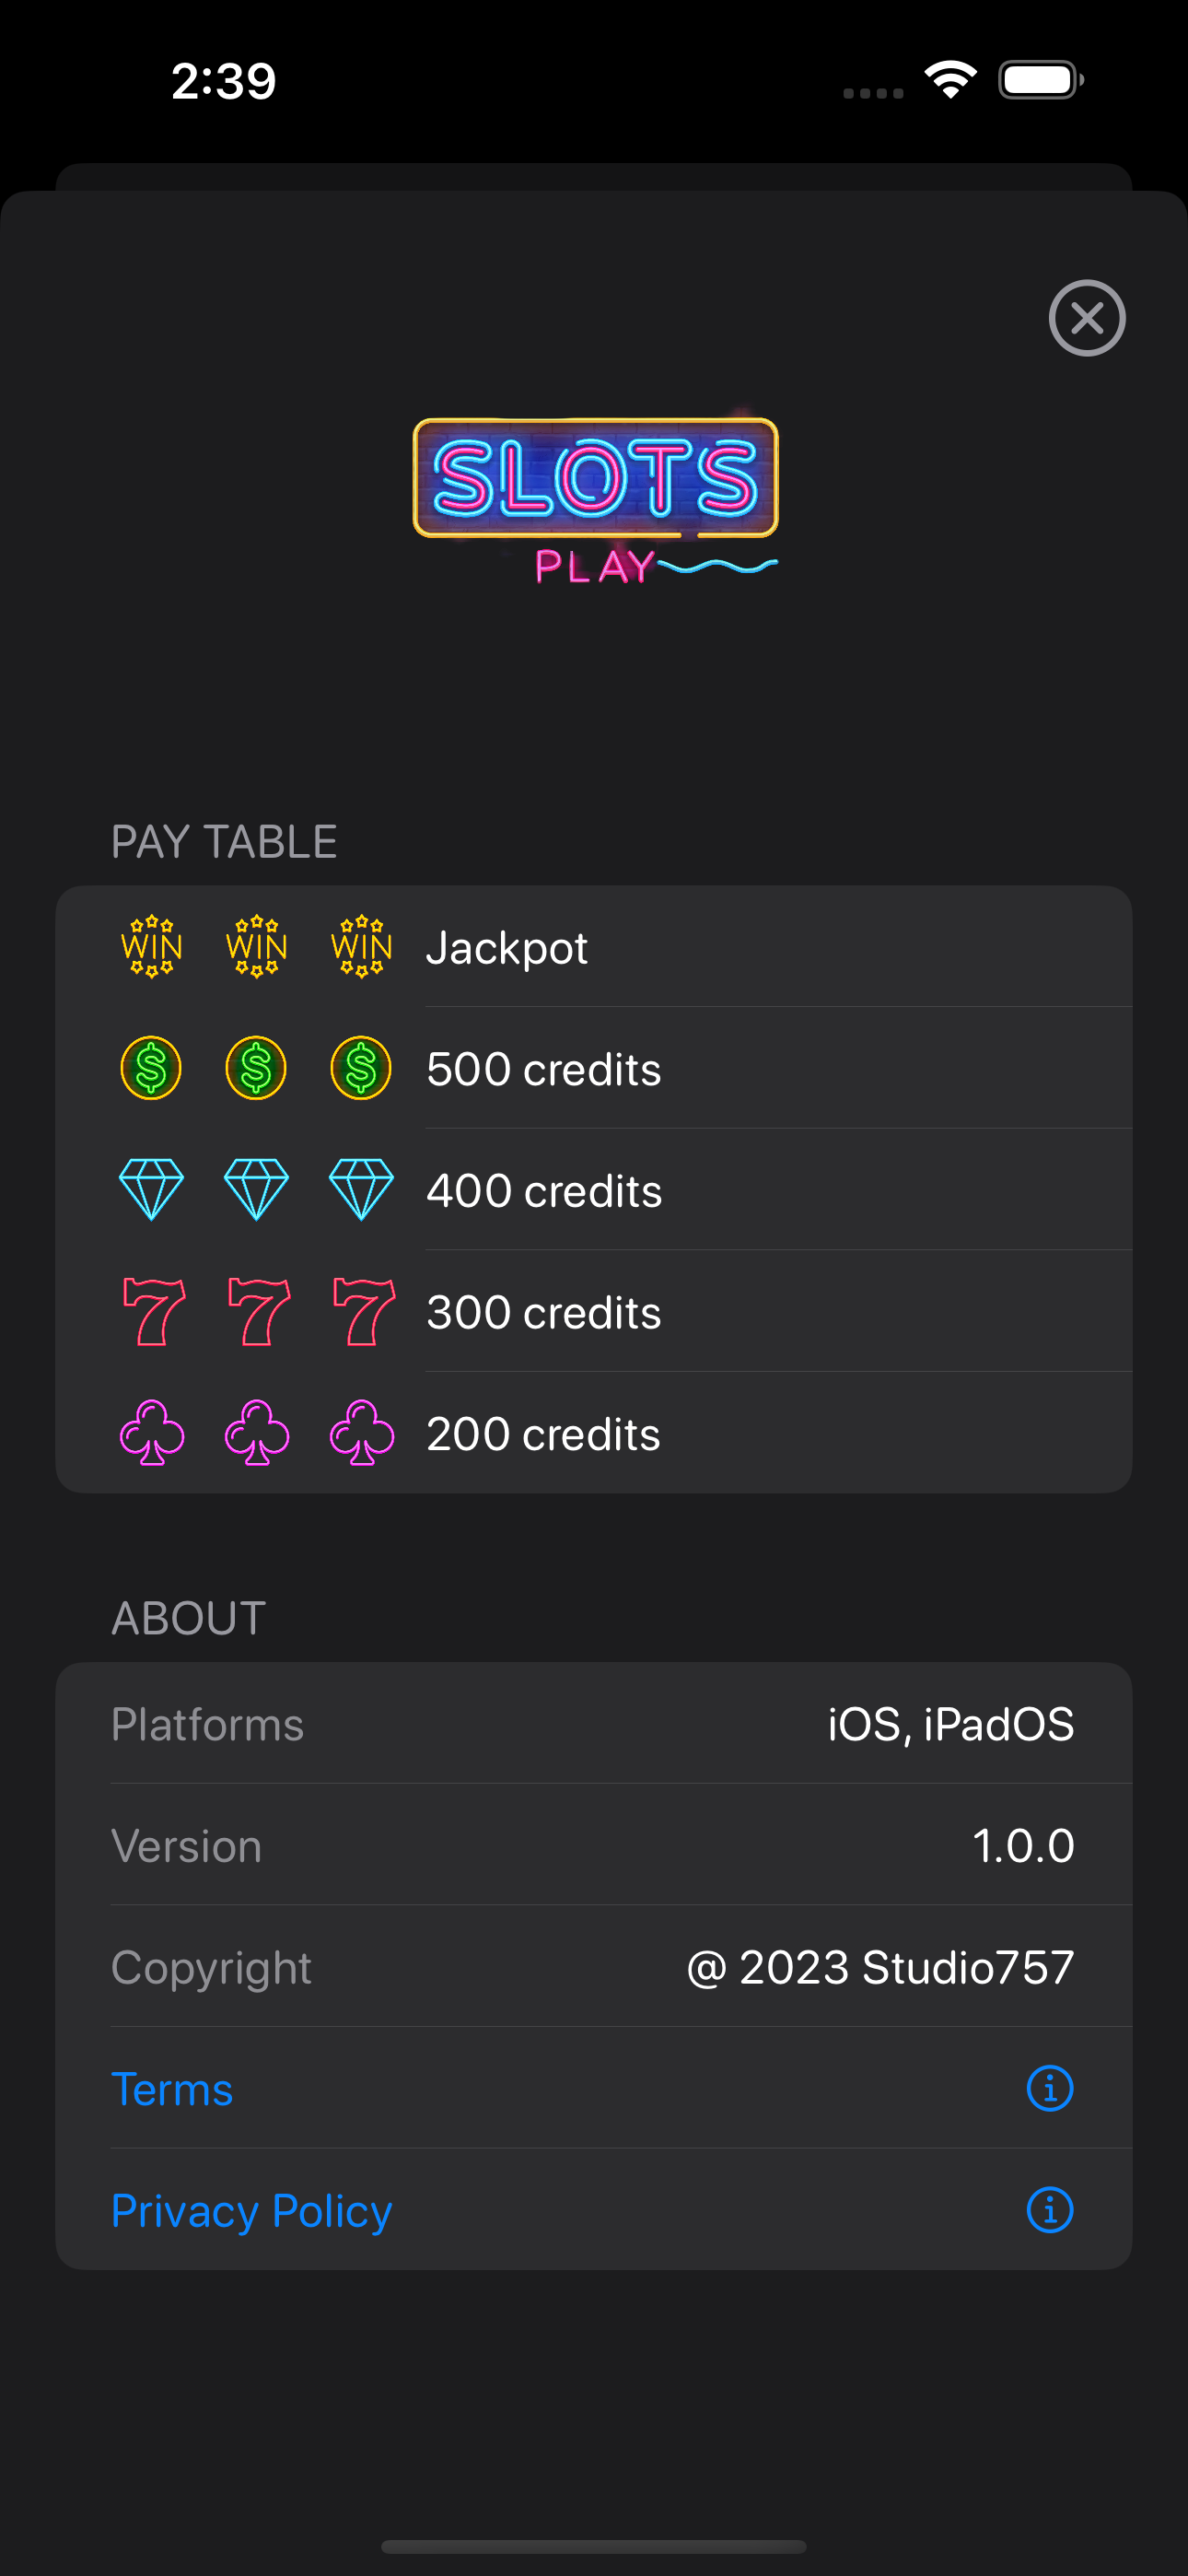 2:39
SLOTS
PLAY
PAY TABLE
WIN WIN WIN Jackpot
$ $ $ 500 credits
400 credits
7 7 7 300 credits
200 credits
ABOUT
Platforms iOS, iPadOS
Version 1.0.0
Copyright @ 2023 Studio757
Terms
Privacy Policy